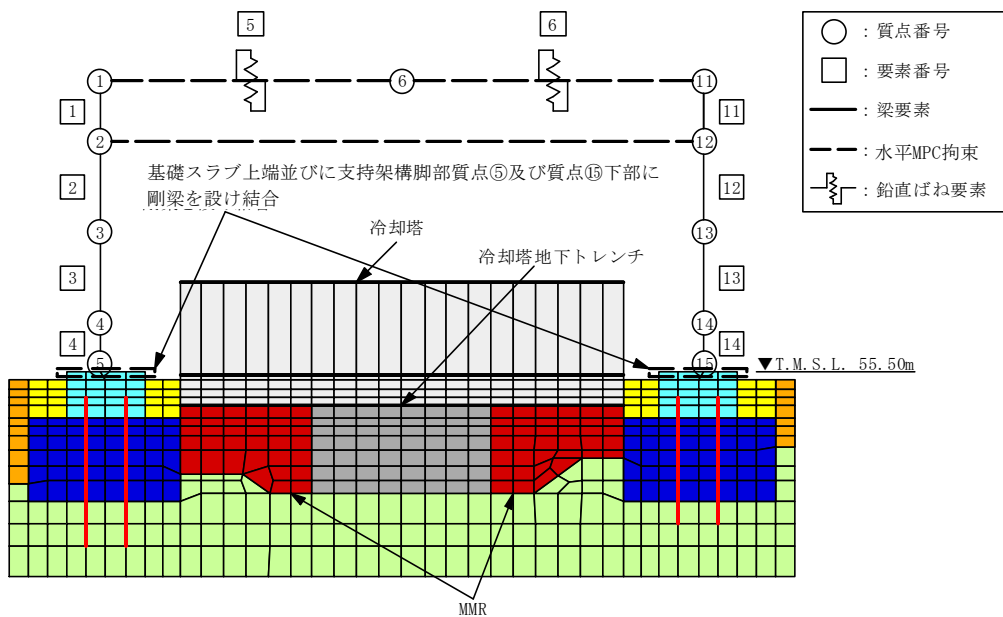 5
6
1
6
11
1
11
2
12
基礎スラブ上端並びに支持架構脚部質点⑤及び質点⑮下部に
剛梁を設け結合
2
12
3
冷却塔
13
冷却塔地下トレンチ
3
13
4
14
4
14
5
15
▼T.M.S.L. 55.50m
MMR
○ : 質点番号
□ : 要素番号
: 梁要素
: 水平MPC拘束
: 鉛直ばね要素